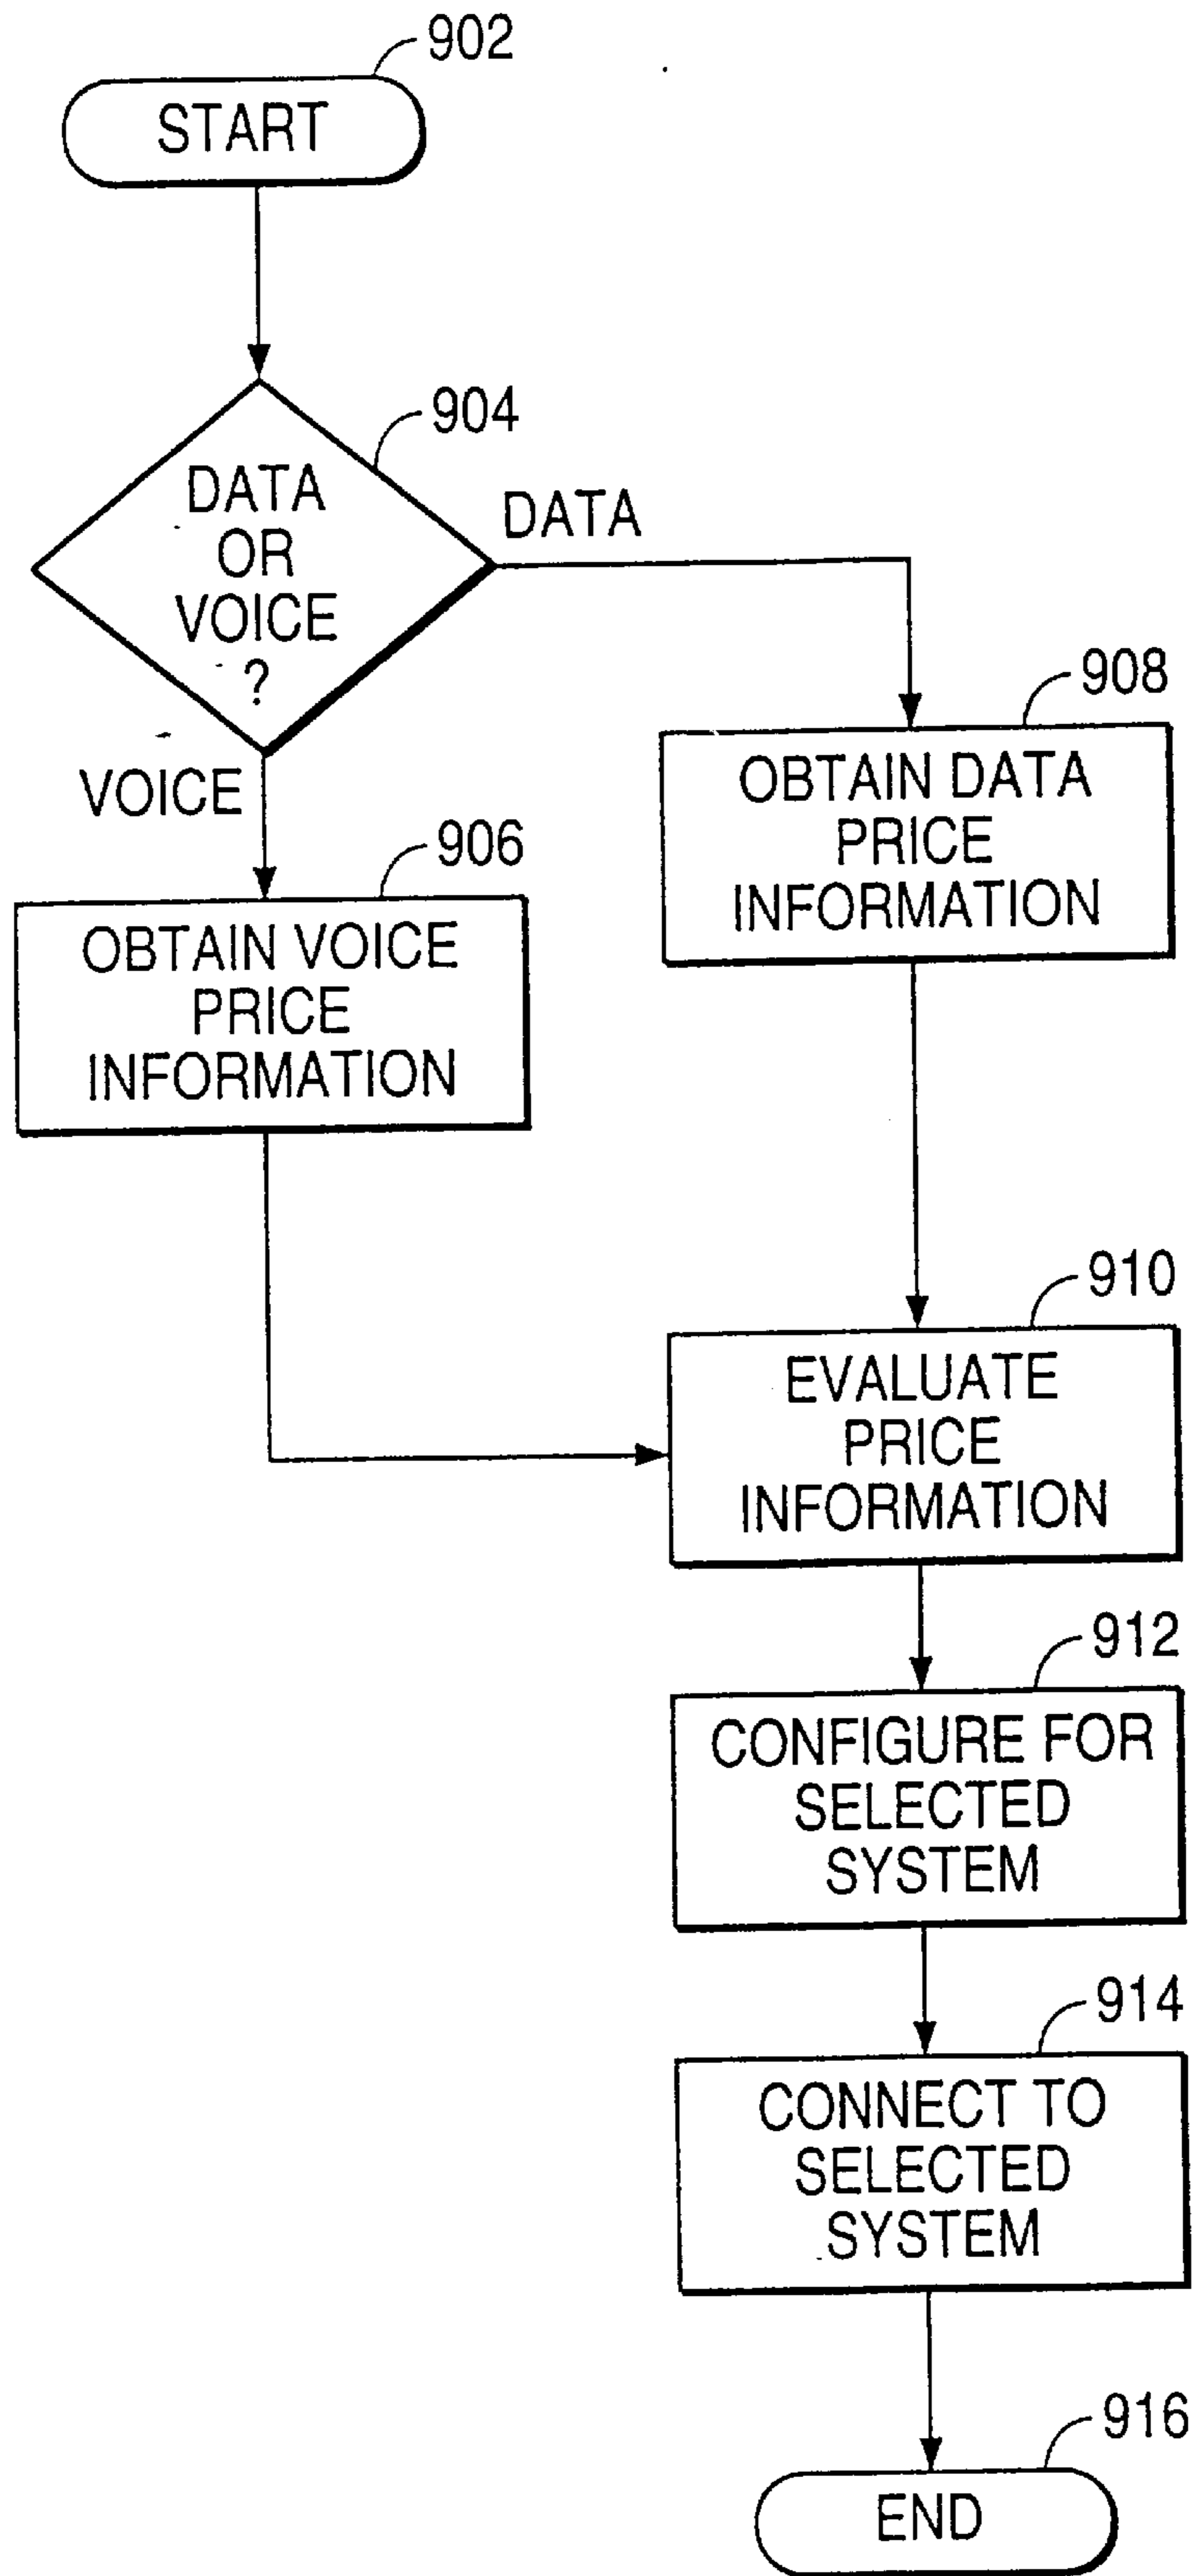 902
START
904
DATA
OR
VOICE
?
DATA
VOICE
908
OBTAIN DATA
PRICE
INFORMATION
906
OBTAIN VOICE
PRICE
INFORMATION
910
EVALUATE
PRICE
INFORMATION
912
CONFIGURE FOR
SELECTED
SYSTEM
914
CONNECT TO
SELECTED
SYSTEM
916
END